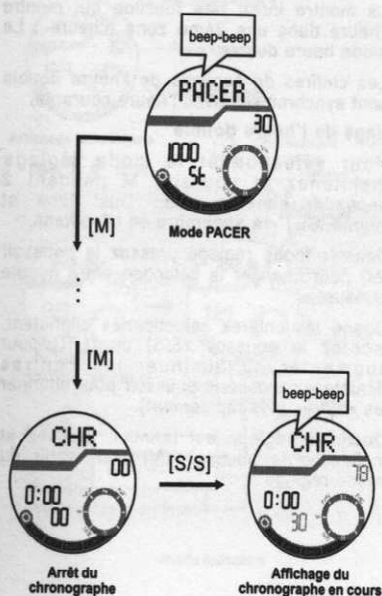 beep-beep
PACER
30
1000
St
Mode PACER
[M]
[M]
beep-beep
CHR
00
0:00
00
[S/S]
CHR
0:00
30
Arrêt du
chronographe
Affichage du
chronographe en cours